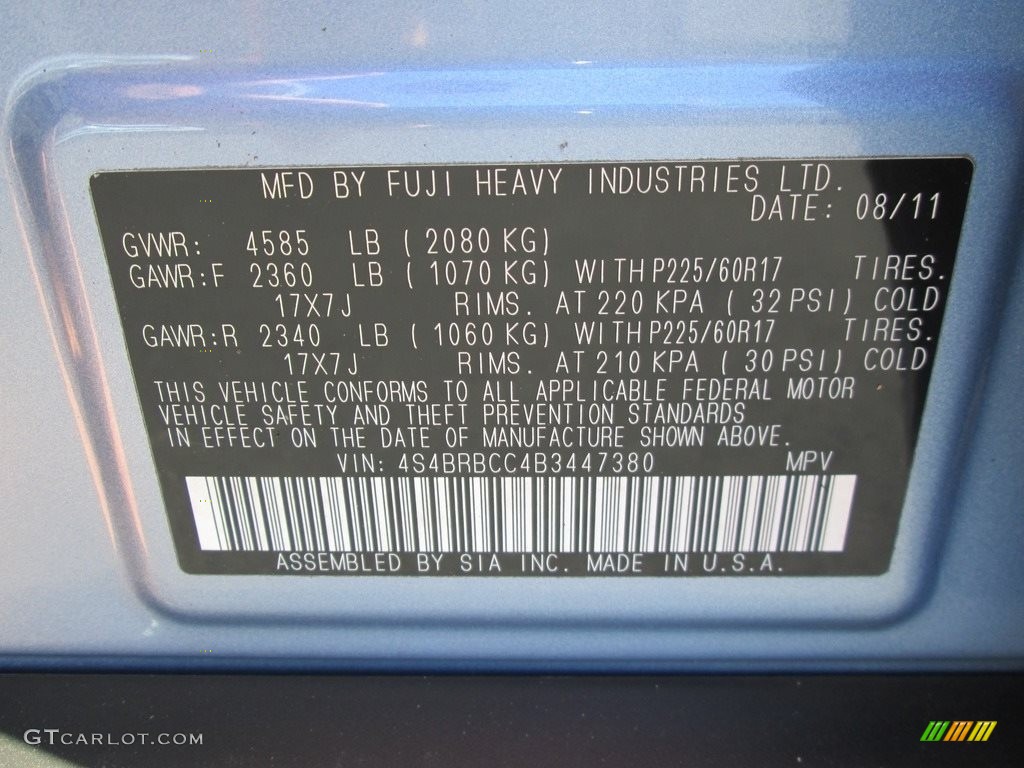 MFD BY FUJI HEAVY INDUSTRIES LTD.
DATE: 08/11
GVWR: 4585 LB (2080 KG)
GAWR:F 2360 LB (1070 KG) WITH P225/60R17 TIRES.
17X7J RIMS. AT 220 KPA (32 PSI) COLD
GAWR:R 2340 LB (1060 KG) WITH P225/60R17 TIRES.
17X7J RIMS. AT 210 KPA (30 PSI) COLD
THIS VEHICLE CONFORMS TO ALL APPLICABLE FEDERAL MOTOR
VEHICLE SAFETY AND THEFT PREVENTION STANDARDS
IN EFFECT ON THE DATE OF MANUFACTURE SHOWN ABOVE.
VIN: 4S4BRBCC4B3447380 MPV
ASSEMBLED BY SIA INC. MADE IN U.S.A.
GTCARLOT.COM